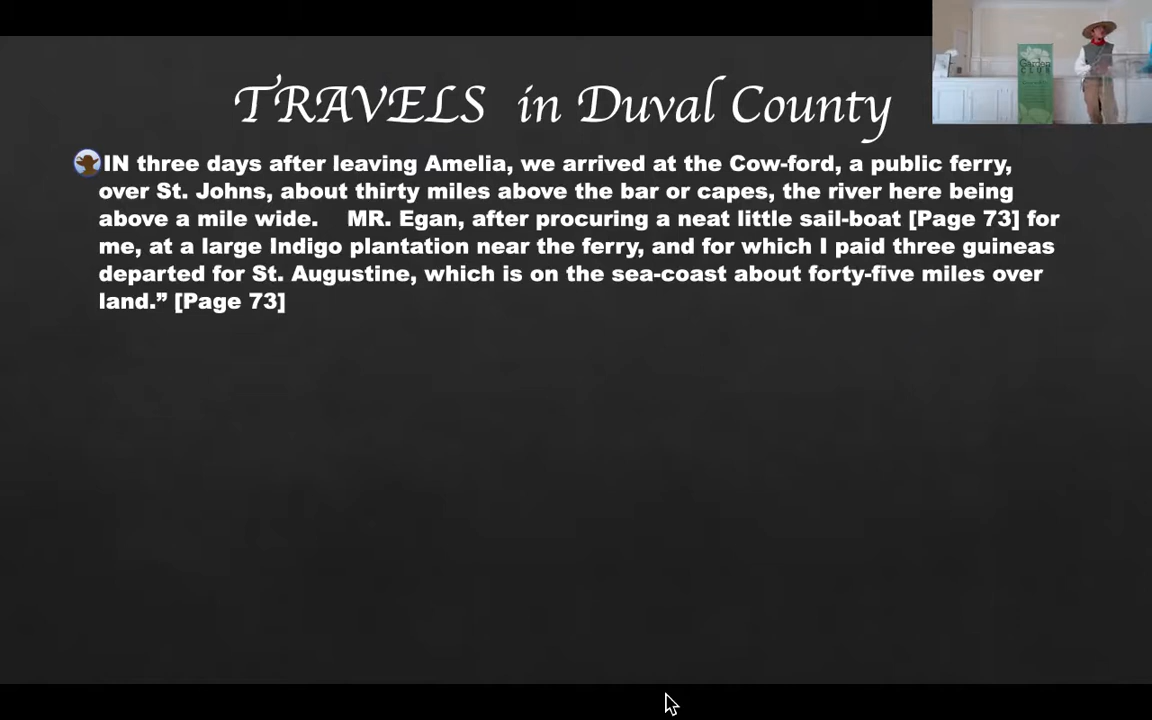 TRAVELS in Duval County
IN three days after leaving Amelia, we arrived at the Cow-ford, a public ferry,
over St. Johns, about thirty miles above the bar or capes, the river here being
above a mile wide. MR. Egan, after procuring a neat little sail-boat [Page 73] for
me, at a large Indigo plantation near the ferry, and for which I paid three guineas
departed for St. Augustine, which is on the sea-coast about forty-five miles over
land.” [Page 73]
Garden
CLUB